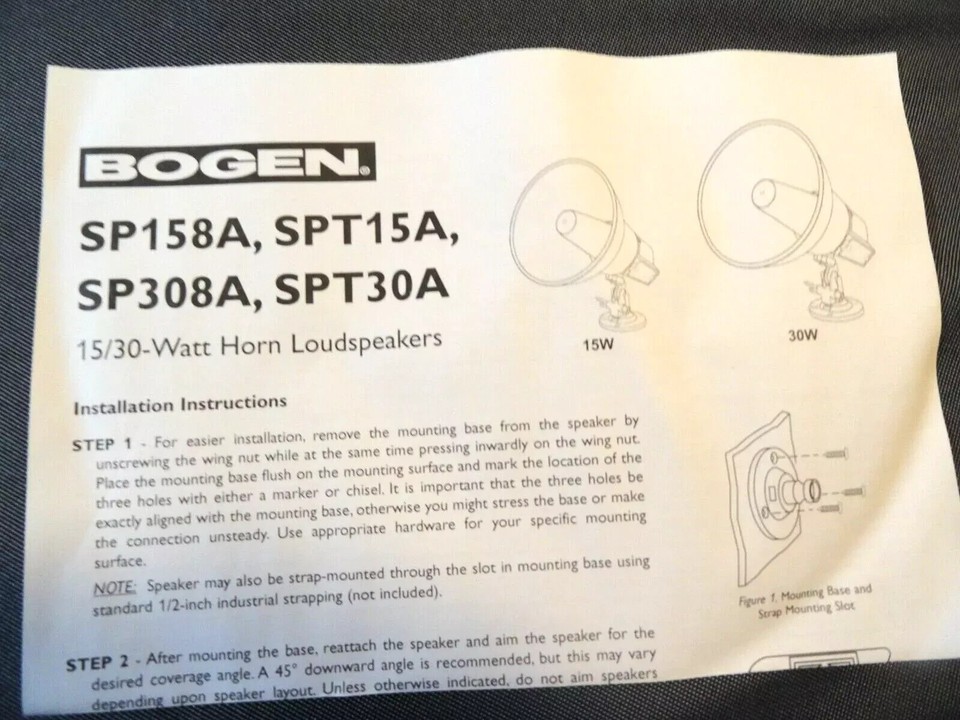 BOGEN®
SP158A, SPT15A,
SP308A, SPT30A
15/30-Watt Horn Loudspeakers
15W
30W
Installation Instructions
STEP 1 - For easier installation, remove the mounting base from the speaker by
unscrewing the wing nut while at the same time pressing inwardly on the wing nut.
Place the mounting base flush on the mounting surface and mark the location of the
three holes with either a marker or chisel. It is important that the three holes be
exactly aligned with the mounting base, otherwise you might stress the base or make
the connection unsteady. Use appropriate hardware for your specific mounting
surface.
NOTE: Speaker may also be strap-mounted through the slot in mounting base using
standard 1/2-inch industrial strapping (not included).
Figure 1, Mounting Base and
Strap Mounting Slot
STEP 2 - After mounting the base, reattach the speaker and aim the speaker for the
desired coverage angle. A 45° downward angle is recommended, but this may vary
depending upon speaker layout. Unless otherwise indicated, do not aim speakers